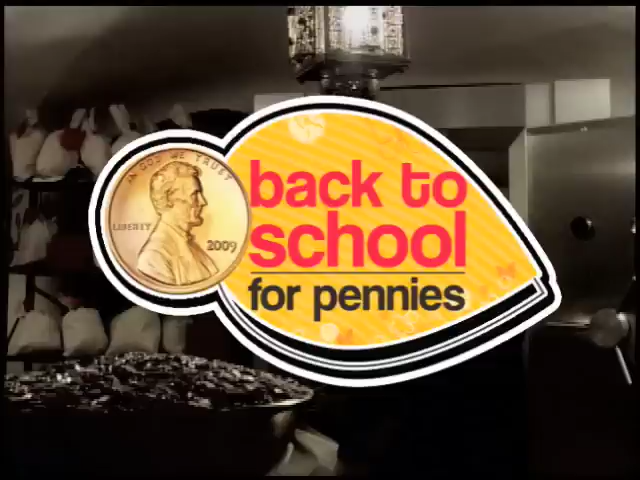 IN GOD WE TRUST
LIBERTY
2009
back to
school
for pennies